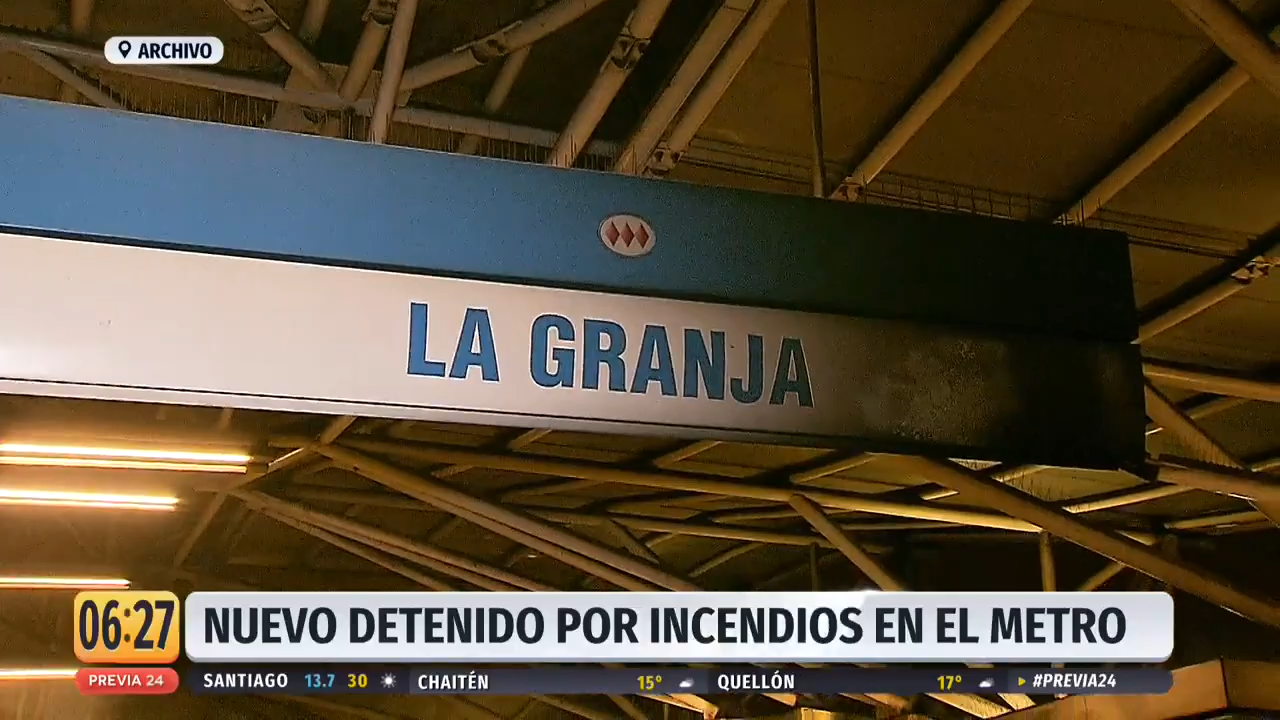 ARCHIVO
LA GRANJA
06:27 NUEVO DETENIDO POR INCENDIOS EN EL METRO
PREVIA 24 SANTIAGO 13.7 30 CHAITÉN 15° QUELLÓN 17° #PREVIA24